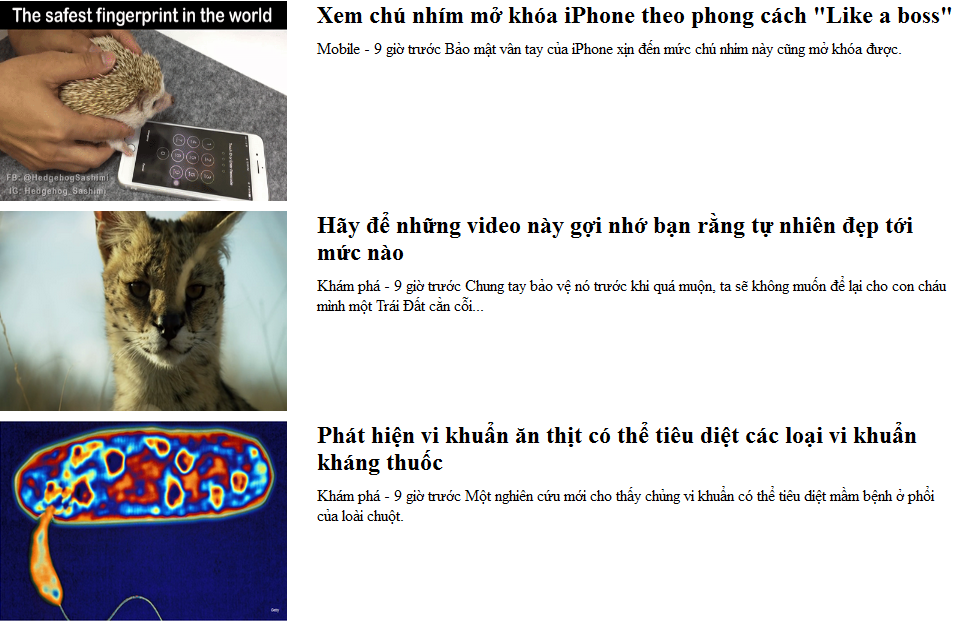 The safest fingerprint in the world
FB: @HedgehogSashimi
IG: Hedgehog_Sashimi
Xem chú nhím mở khóa iPhone theo phong cách "Like a boss"
Mobile - 9 giờ trước Bảo mật vân tay của iPhone xịn đến mức chú nhím này cũng mở khóa được.
Hãy để những video này gợi nhớ bạn rằng tự nhiên đẹp tới
mức nào
Khám phá - 9 giờ trước Chung tay bảo vệ nó trước khi quá muộn, ta sẽ không muốn để lại cho con cháu
mình một Trái Đất cằn cỗi...
Phát hiện vi khuẩn ăn thịt có thể tiêu diệt các loại vi khuẩn
kháng thuốc
Khám phá - 9 giờ trước Một nghiên cứu mới cho thấy chủng vi khuẩn có thể tiêu diệt mầm bệnh ở phổi
của loài chuột.